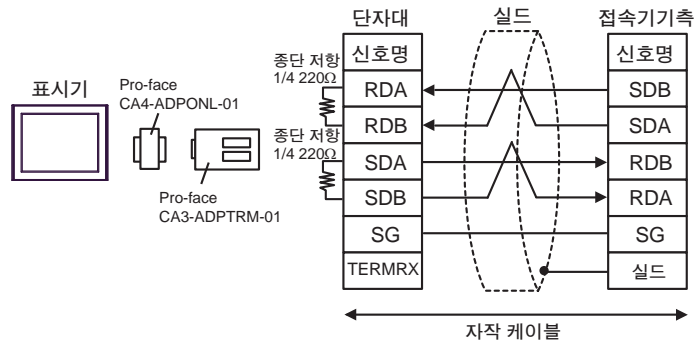 단자대
실드
접속기기측
신호명
신호명
종단 저항
1/4 220Ω
RDA
SDB
RDB
SDA
종단 저항
1/4 220Ω
SDA
RDB
SDB
RDA
SG
SG
TERMRX
실드
자작 케이블
표시기
Pro-face
CA4-ADPONL-01
Pro-face
CA3-ADPTRM-01